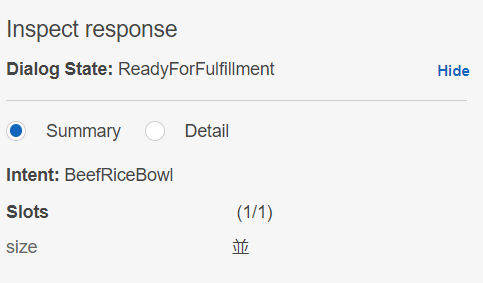 Inspect response
Dialog State: ReadyForFulfillment Hide
Summary Detail
Intent: BeefRiceBowl
Slots (1/1)
size 並